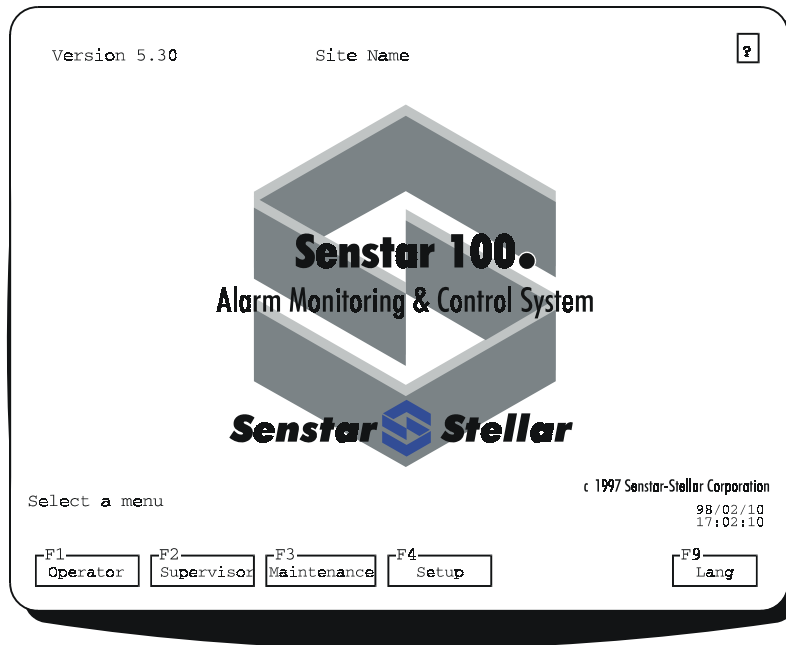 Version 5.30
Site Name
?
Senstar 100.
Alarm Monitoring & Control System
Senstar Stellar
c 1997 Senstar-Stellar Corporation
Select a menu
98/02/10
17:02:10
F1
Operator
F2
Supervisor
F3
Maintenance
F4
Setup
F9
Lang